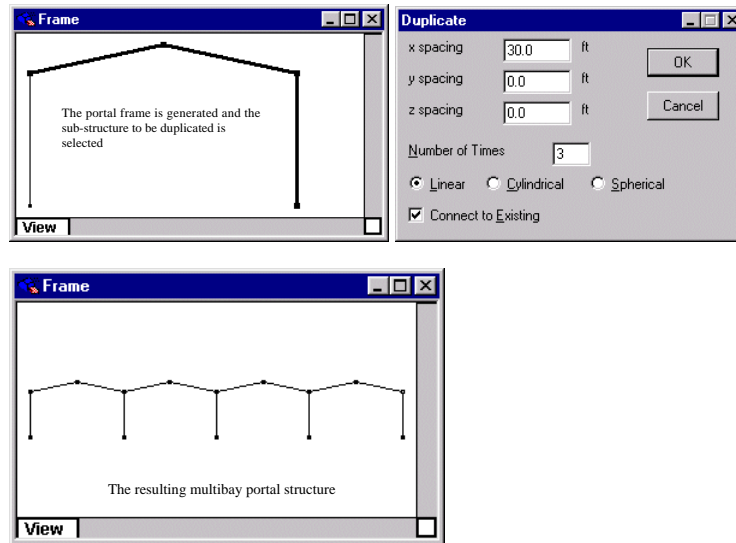 Frame
The portal frame is generated and the
sub-structure to be duplicated is
selected
View
Duplicate
x spacing 30.0 ft
y spacing 0.0 ft
z spacing 0.0 ft
OK
Cancel
Number of Times 3
Linear Cylindrical Spherical
Connect to Existing
Frame
The resulting multibay portal structure
View